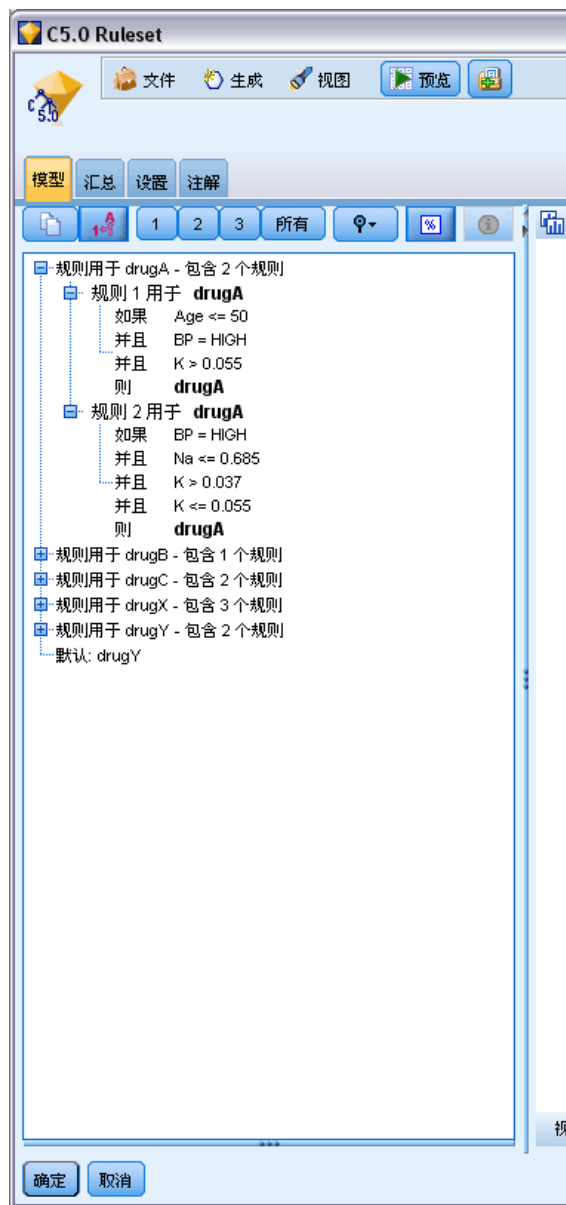 C5.0 Ruleset
C 5.0
文件 生成 视图 预览
模型 汇总 设置 注解
1 2 3 所有 %
规则用于 drugA - 包含 2 个规则
规则 1 用于 drugA
如果 Age <= 50
并且 BP = HIGH
并且 K > 0.055
则 drugA
规则 2 用于 drugA
如果 BP = HIGH
并且 Na <= 0.685
并且 K > 0.037
并且 K <= 0.055
则 drugA
规则用于 drugB - 包含 1 个规则
规则用于 drugC - 包含 2 个规则
规则用于 drugX - 包含 3 个规则
规则用于 drugY - 包含 2 个规则
默认: drugY
确定 取消